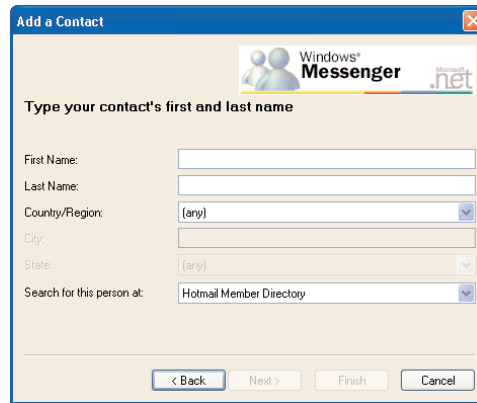 Add a Contact
Windows®
Messenger
Microsoft
.net
Type your contact's first and last name
First Name:
Last Name:
Country/Region: (any)
City:
State: (any)
Search for this person at: Hotmail Member Directory
< Back Next > Finish Cancel